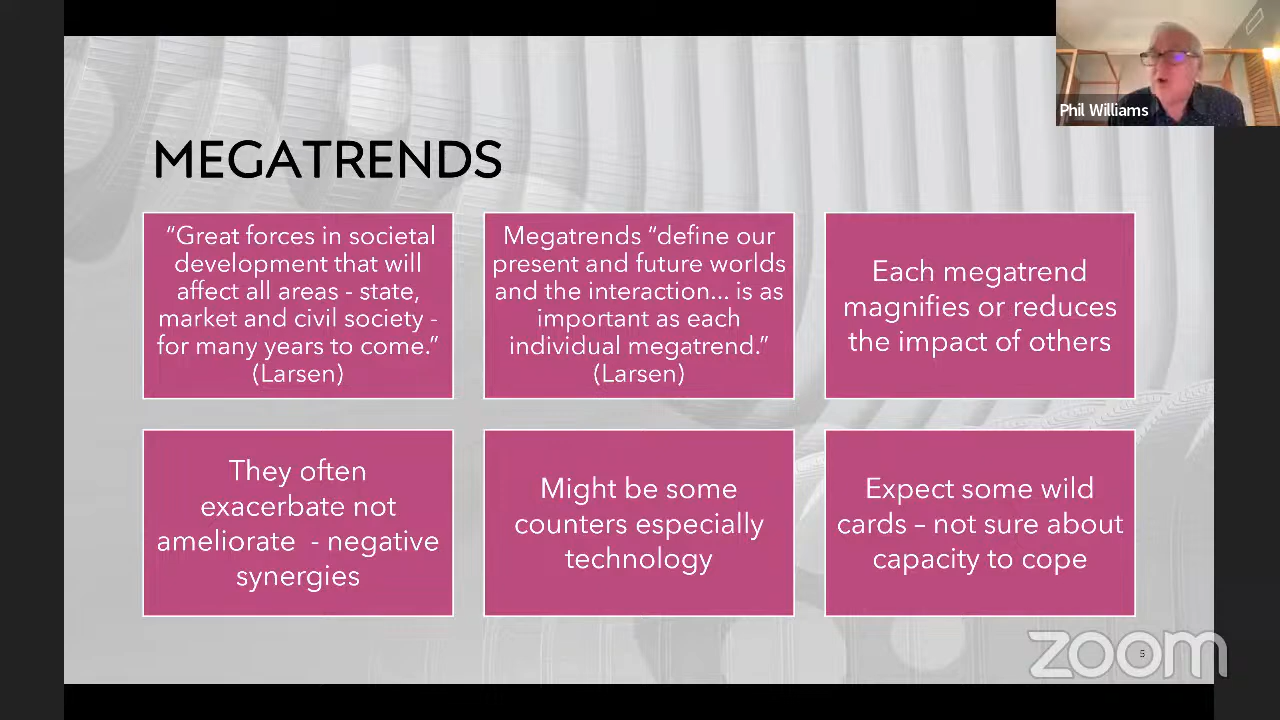 Phil Williams
MEGATRENDS
“Great forces in societal
development that will
affect all areas - state,
market and civil society -
for many years to come.”
(Larsen)
Megatrends “define our
present and future worlds
and the interaction... is as
important as each
individual megatrend.”
(Larsen)
Each megatrend
magnifies or reduces
the impact of others
They often
exacerbate not
ameliorate  - negative
synergies
Might be some
counters especially
technology
Expect some wild
cards – not sure about
capacity to cope
zoom
5